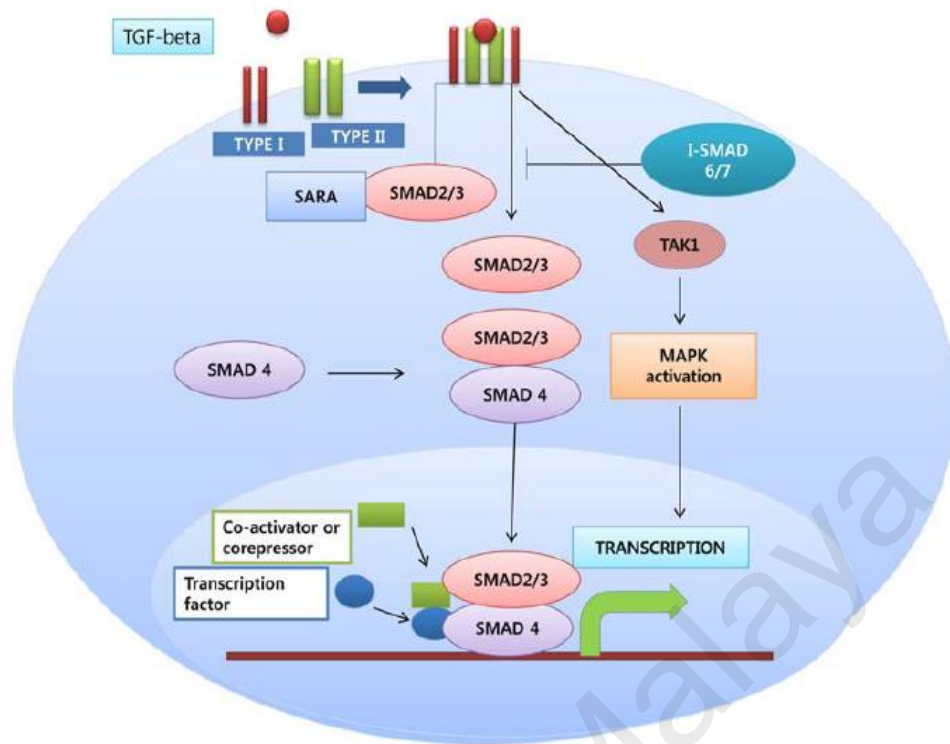 TGF-beta
TYPE I
TYPE II
I-SMAD
6/7
SARA
SMAD2/3
TAK1
SMAD2/3
SMAD2/3
MAPK
activation
SMAD 4
SMAD 4
Co-activator or
corepressor
TRANSCRIPTION
SMAD2/3
Transcription
factor
SMAD 4
Malaya